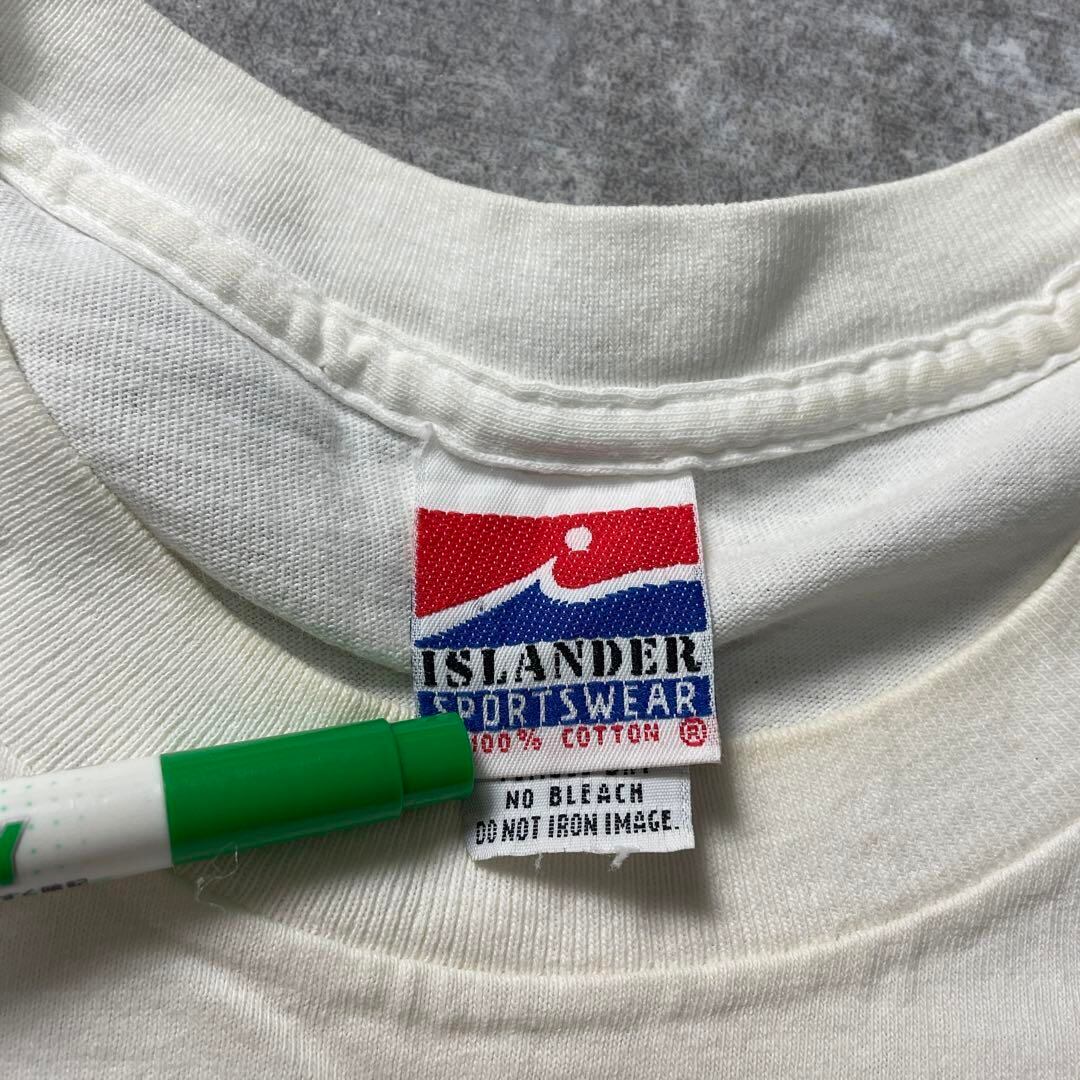 ISLANDER
SPORTSWEAR
100% COTTON ®
NO BLEACH
DO NOT IRON IMAGE.